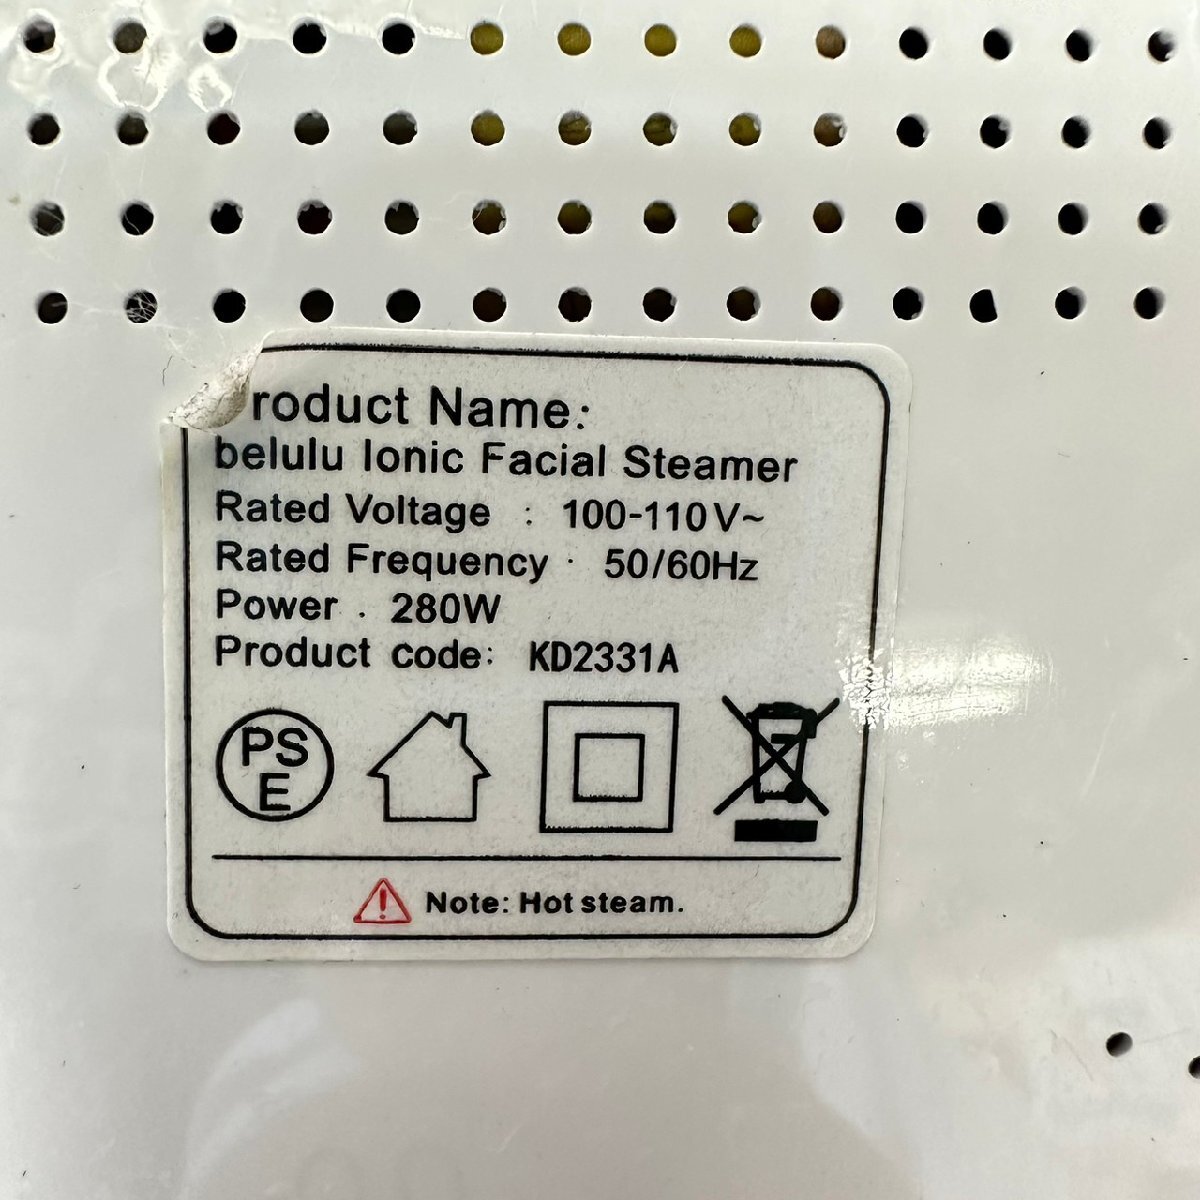 Product Name:
belulu Ionic Facial Steamer
Rated Voltage : 100-110V~
Rated Frequency : 50/60Hz
Power : 280W
Product code: KD2331A
PS
E
Note: Hot steam.